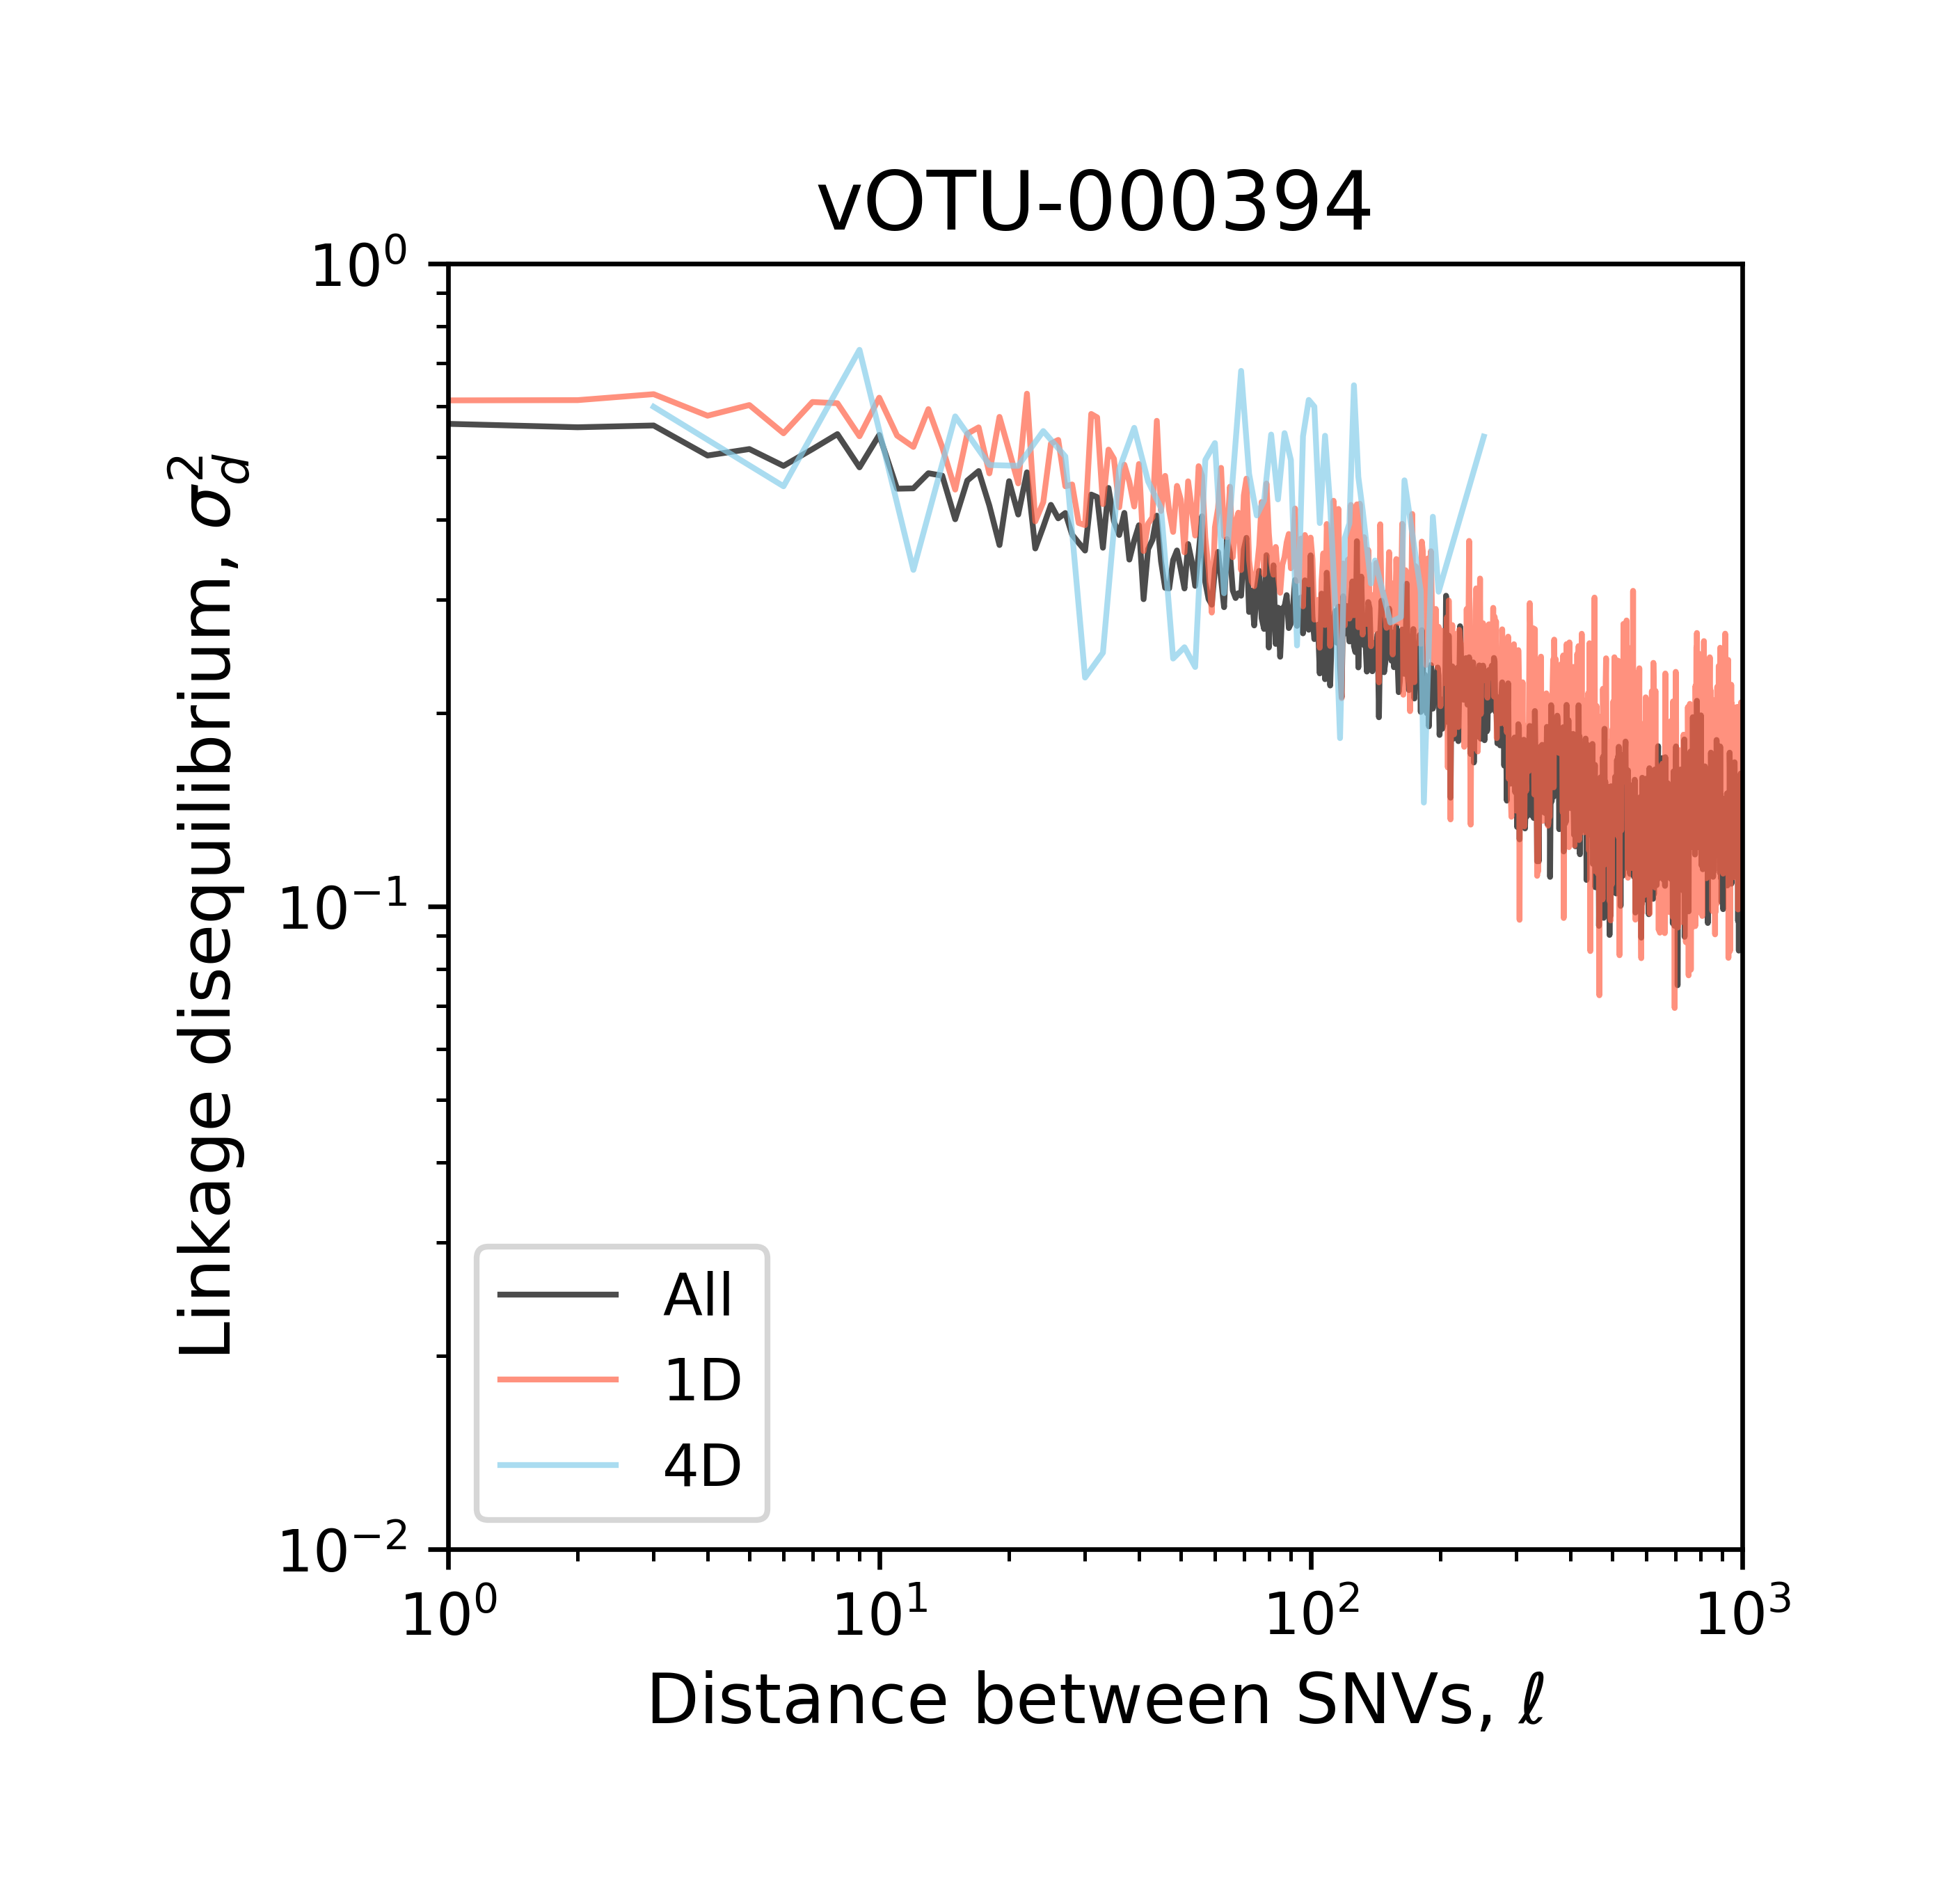 vOTU-000394
Linkage disequilibrium, σ_d^2
10^0
10^-1
10^-2
10^0 10^1 10^2 10^3
Distance between SNVs, ℓ
All
1D
4D